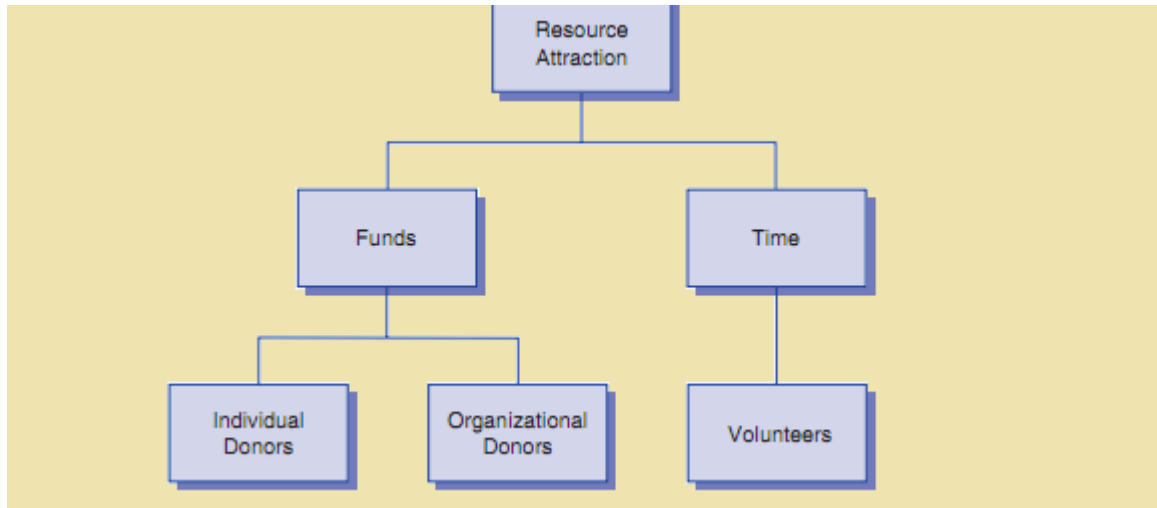 Resource
Attraction
Funds
Time
Individual
Donors
Organizational
Donors
Volunteers